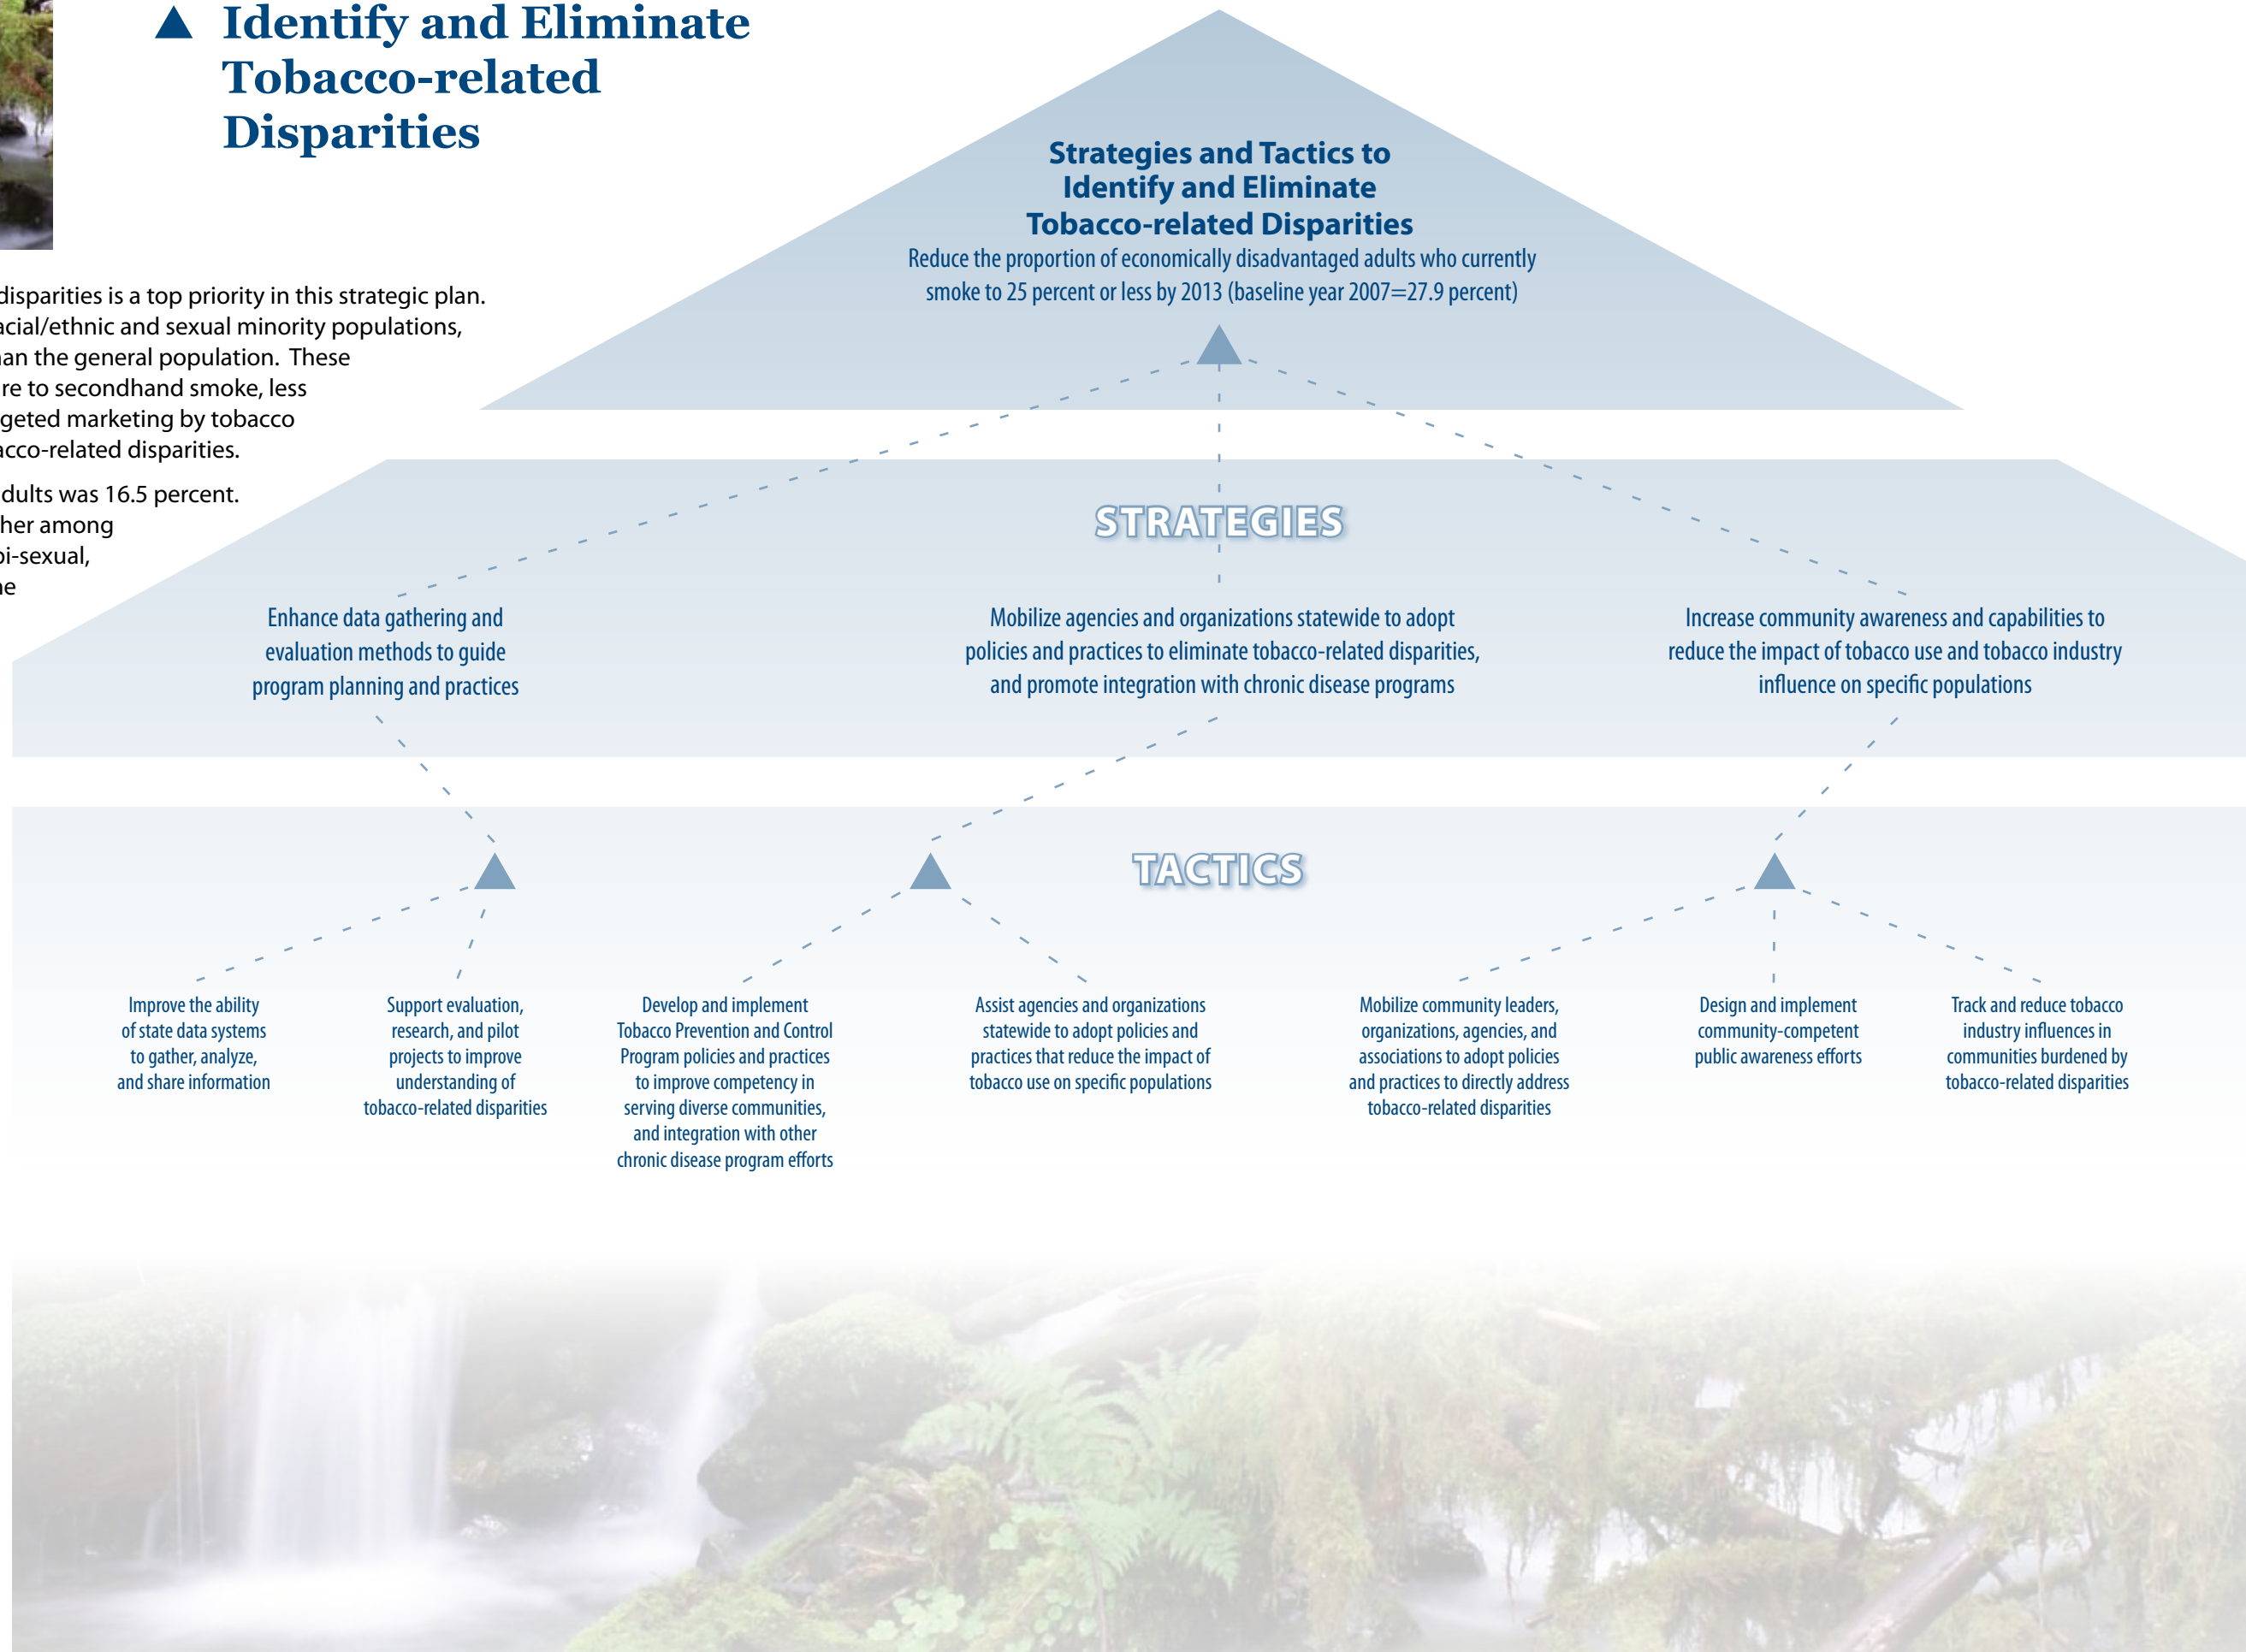 Identify and Eliminate
Tobacco-related
Disparities
disparities is a top priority in this strategic plan.
acial/ethnic and sexual minority populations,
an the general population. These
re to secondhand smoke, less
geted marketing by tobacco
acco-related disparities.
dults was 16.5 percent.
her among
bi-sexual,
Strategies and Tactics to
Identify and Eliminate
Tobacco-related Disparities
Reduce the proportion of economically disadvantaged adults who currently
smoke to 25 percent or less by 2013 (baseline year 2007=27.9 percent)
STRATEGIES
Enhance data gathering and
evaluation methods to guide
program planning and practices
Mobilize agencies and organizations statewide to adopt
policies and practices to eliminate tobacco-related disparities,
and promote integration with chronic disease programs
Increase community awareness and capabilities to
reduce the impact of tobacco use and tobacco industry
influence on specific populations
TACTICS
Improve the ability
of state data systems
to gather, analyze,
and share information
Support evaluation,
research, and pilot
projects to improve
understanding of
tobacco-related disparities
Develop and implement
Tobacco Prevention and Control
Program policies and practices
to improve competency in
serving diverse communities,
and integration with other
chronic disease program efforts
Assist agencies and organizations
statewide to adopt policies and
practices that reduce the impact of
tobacco use on specific populations
Mobilize community leaders,
organizations, agencies, and
associations to adopt policies
and practices to directly address
tobacco-related disparities
Design and implement
community-competent
public awareness efforts
Track and reduce tobacco
industry influences in
communities burdened by
tobacco-related disparities